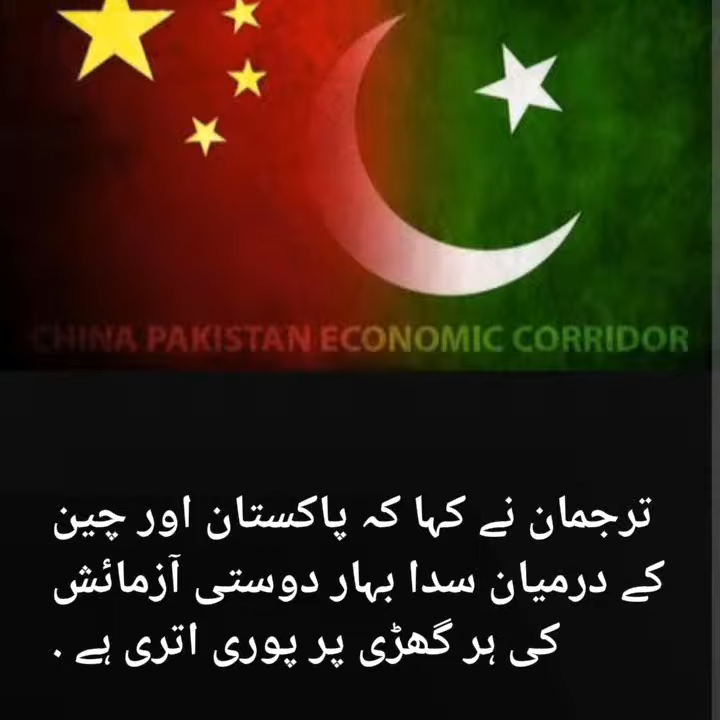 CHINA PAKISTAN ECONOMIC CORRIDOR
ترجمان نے کہا کہ پاکستان اور چین
کے درمیان سدا بہار دوستی آزمائش
کی ہر گھڑی پر پوری اتری ہے .